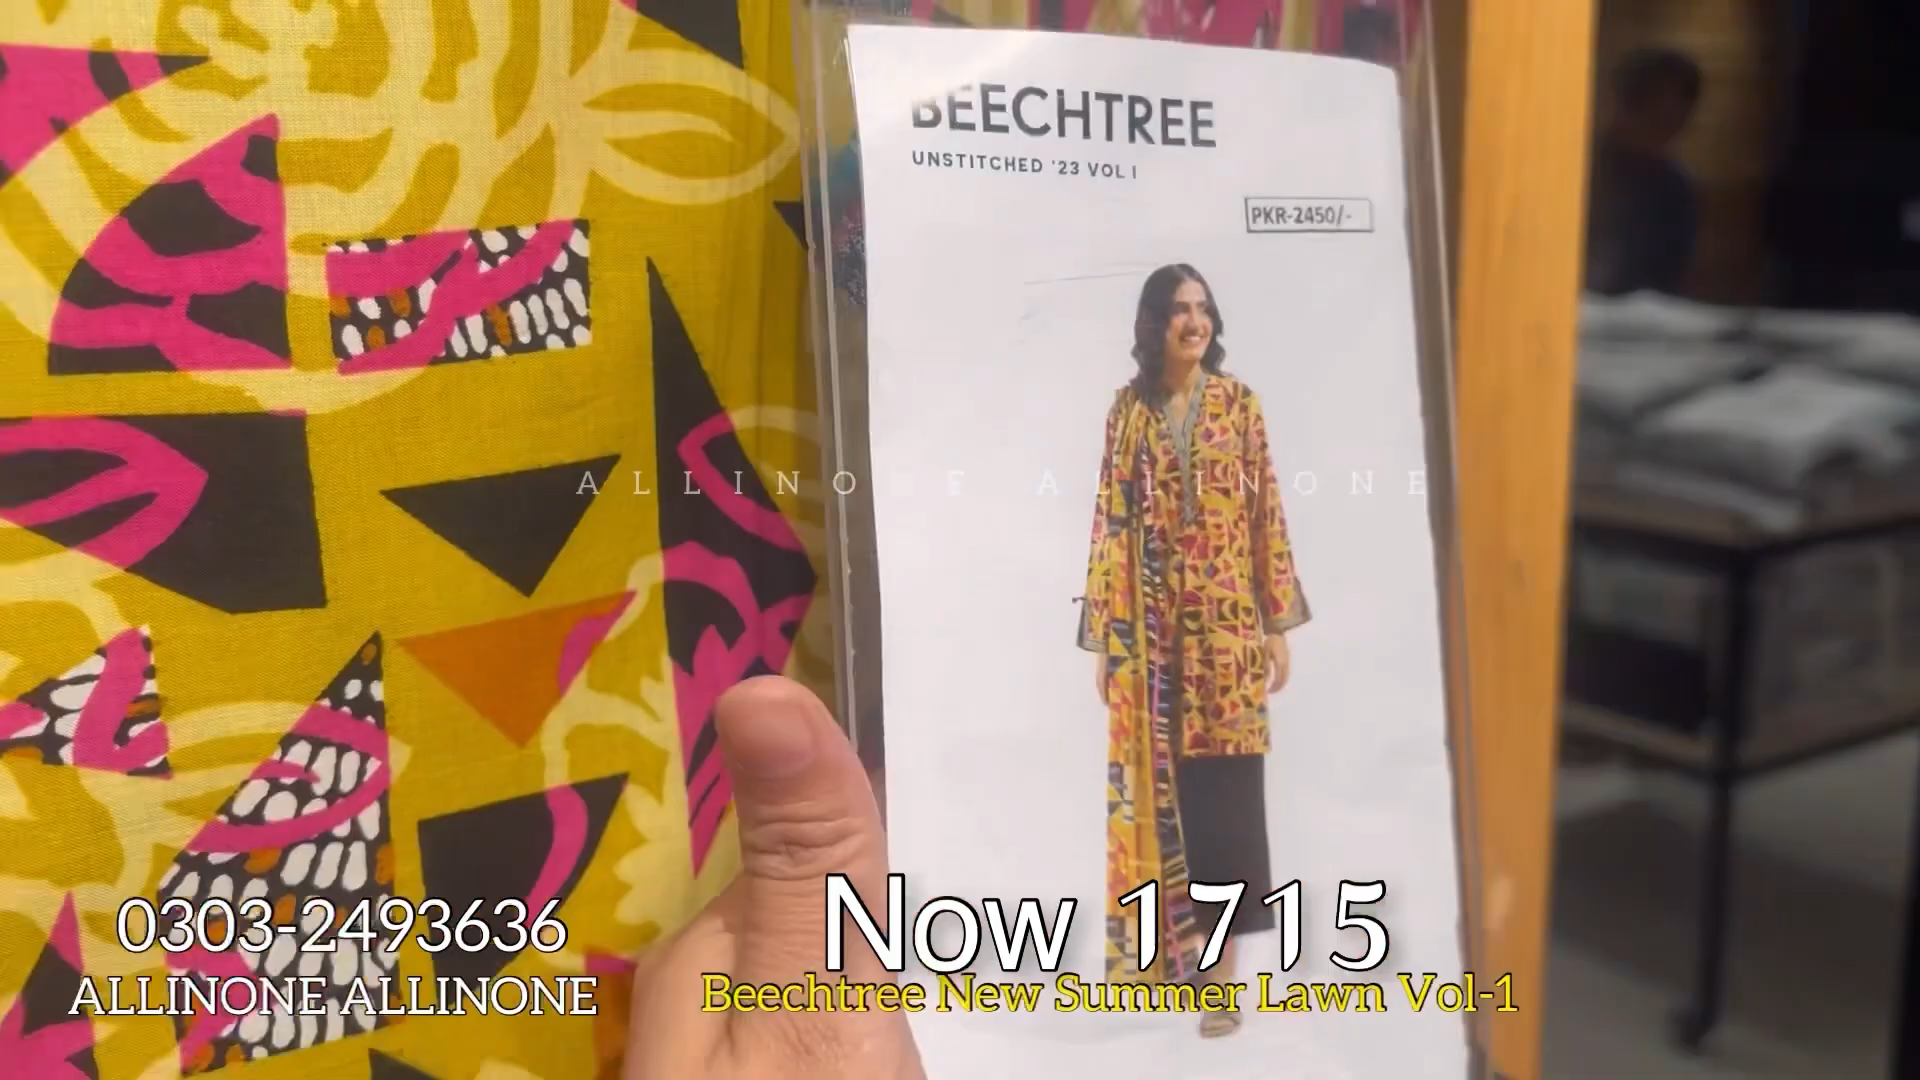 BEECHTREE
UNSTITCHED '23 VOL I
PKR-2450/-
ALLINONE ALLINONE
0303-2493636
ALLINONE ALLINONE
Now 1715
Beechtree New Summer Lawn Vol-1